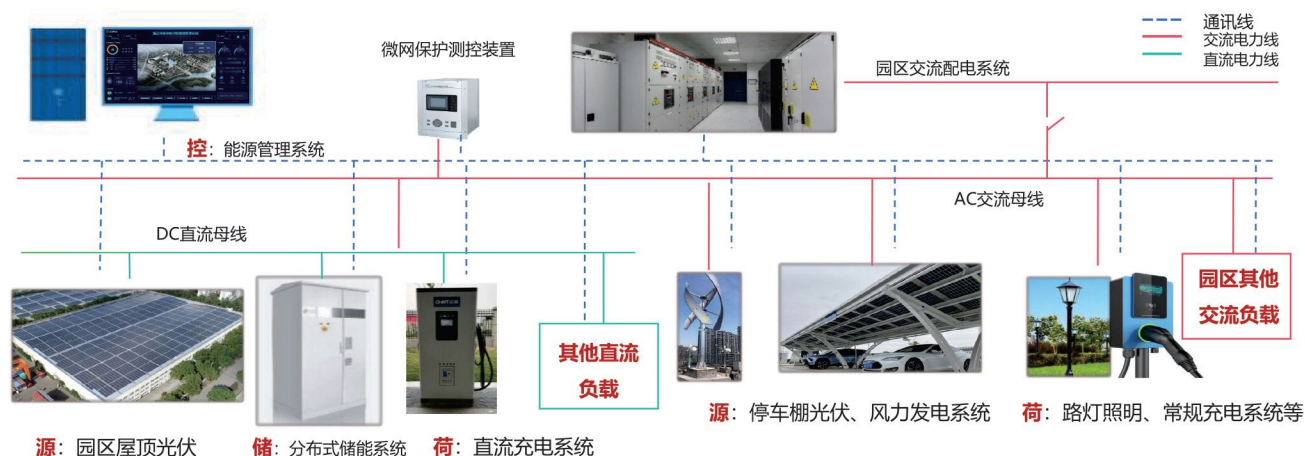 通讯线
交流电力线
直流电力线
微网保护测控装置
园区交流配电系统
控：能源管理系统
AC交流母线
DC直流母线
园区其他
交流负载
其他直流
负载
源：停车棚光伏、风力发电系统
荷：路灯照明、常规充电系统等
源：园区屋顶光伏
储：分布式储能系统
荷：直流充电系统